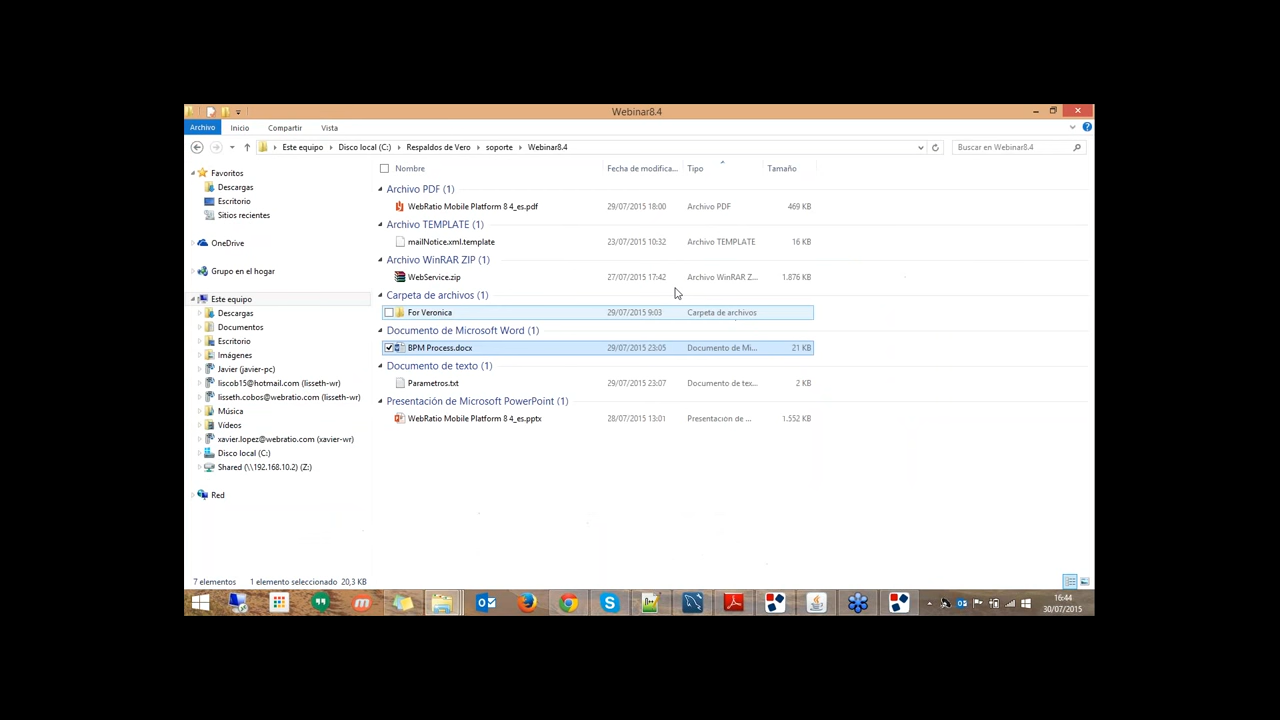 Webinar8.4
Archivo Inicio Compartir Vista
Este equipo Disco local (C:) Respaldos de Vero soporte Webinar8.4 Buscar en Webinar8.4
Nombre Fecha de modifica... Tipo Tamaño
Favoritos
Descargas
Escritorio
Sitios recientes
OneDrive
Grupo en el hogar
Este equipo
Descargas
Documentos
Escritorio
Imágenes
Javier (javier-pc)
liscob15@hotmail.com (lisseth-wr)
lisseth.cobos@webratio.com (lisseth-wr)
Música
Vídeos
xavier.lopez@webratio.com (xavier-wr)
Disco local (C:)
Shared (\\192.168.10.2) (Z:)
Red
Archivo PDF (1)
WebRatio Mobile Platform 8 4_es.pdf 29/07/2015 18:00 Archivo PDF 469 KB
Archivo TEMPLATE (1)
mailNotice.xml.template 23/07/2015 10:32 Archivo TEMPLATE 16 KB
Archivo WinRAR ZIP (1)
WebService.zip 27/07/2015 17:42 Archivo WinRAR Z... 1.876 KB
Carpeta de archivos (1)
For Veronica 29/07/2015 9:03 Carpeta de archivos
Documento de Microsoft Word (1)
BPM Process.docx 29/07/2015 23:05 Documento de Mi... 21 KB
Documento de texto (1)
Parametros.txt 29/07/2015 23:07 Documento de tex... 2 KB
Presentación de Microsoft PowerPoint (1)
WebRatio Mobile Platform 8 4_es.pptx 28/07/2015 13:01 Presentación de ... 1.552 KB
7 elementos 1 elemento seleccionado 20,3 KB
16:44
30/07/2015